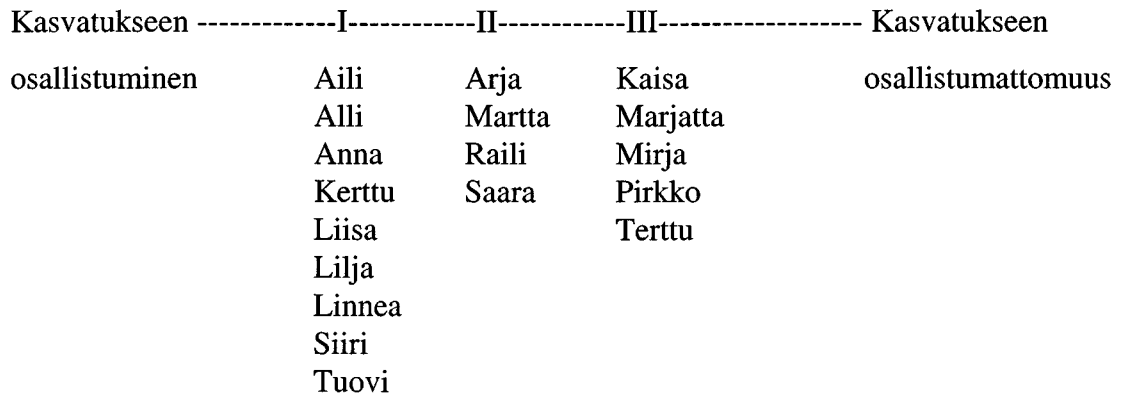 Kasvatukseen -------------I------------II------------III------------------- Kasvatukseen
osallistuminen Aili Arja Kaisa osallistumattomuus
Alli Martta Marjatta
Anna Raili Mirja
Kerttu Saara Pirkko
Liisa Terttu
Lilja
Linnea
Siiri
Tuovi